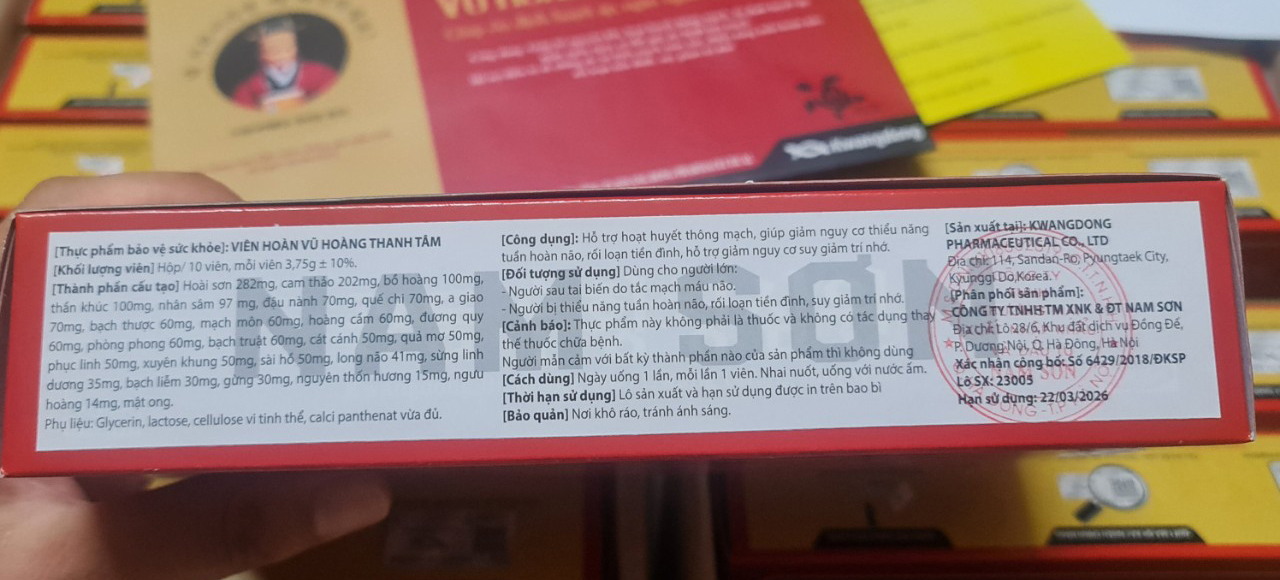 Kwangdong
[Thực phẩm bảo vệ sức khỏe]: VIÊN HOÀN VŨ HOÀNG THANH TÂM
[Khối lượng viên] Hộp/ 10 viên, mỗi viên 3,75g ± 10%.
[Thành phần cấu tạo] Hoài sơn 282mg, cam thảo 202mg, bồ hoàng 100mg,
thần khúc 100mg, nhân sâm 97 mg, đậu nành 70mg, quế chi 70mg, a giao
70mg, bạch thược 60mg, mạch môn 60mg, hoàng cầm 60mg, đương quy
60mg, phòng phong 60mg, bạch truật 60mg, cát cánh 50mg, quả mơ 50mg,
phục linh 50mg, xuyên khung 50mg, sài hồ 50mg, long não 41mg, sừng linh
dương 35mg, bạch liễm 30mg, gừng 30mg, nguyên thốn hương 15mg, ngưu
hoàng 14mg, mật ong.
Phụ liệu: Glycerin, lactose, cellulose vi tinh thể, calci panthenat vừa đủ.
[Công dụng]: Hỗ trợ hoạt huyết thông mạch, giúp giảm nguy cơ thiểu năng
tuần hoàn não, rối loạn tiền đình, hỗ trợ giảm nguy cơ suy giảm trí nhớ.
[Đối tượng sử dụng] Dùng cho người lớn:
- Người sau tai biến do tắc mạch máu não.
- Người bị thiểu năng tuần hoàn não, rối loạn tiền đình, suy giảm trí nhớ.
[Cảnh báo]: Thực phẩm này không phải là thuốc và không có tác dụng thay
thế thuốc chữa bệnh.
Người mẫn cảm với bất kỳ thành phần nào của sản phẩm thì không dùng
[Cách dùng] Ngày uống 1 lần, mỗi lần 1 viên. Nhai nuốt, uống với nước ấm.
[Thời hạn sử dụng] Lô sản xuất và hạn sử dụng được in trên bao bì
[Bảo quản] Nơi khô ráo, tránh ánh sáng.
[Sản xuất tại]: KWANGDONG
PHARMACEUTICAL CO., LTD
Địa chỉ: 114, Sandan-Ro, Pyungtaek City,
Kyunggi Do,Korea.
[Phân phối sản phẩm]:
CÔNG TY TNHH TM XNK & ĐT NAM SƠN
Địa chỉ: Lô 28/6, Khu đất dịch vụ Đồng Đế,
P. Dương Nội, Q. Hà Đông, Hà Nội
Xác nhận công bố: Số 6429/2018/ĐKSP
Lô SX: 23005
Hạn sử dụng: 22/03/2026
NAM SƠN